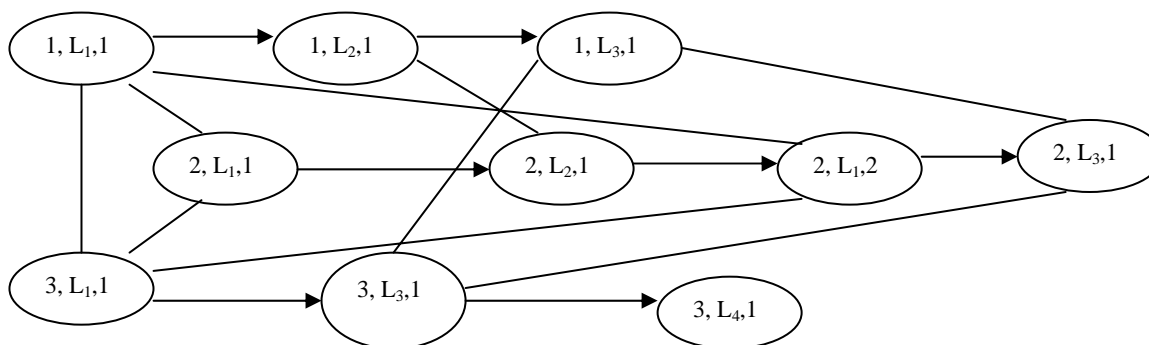 1, L₁,1
1, L₂,1
1, L₃,1
2, L₁,1
2, L₂,1
2, L₁,2
2, L₃,1
3, L₁,1
3, L₃,1
3, L₄,1